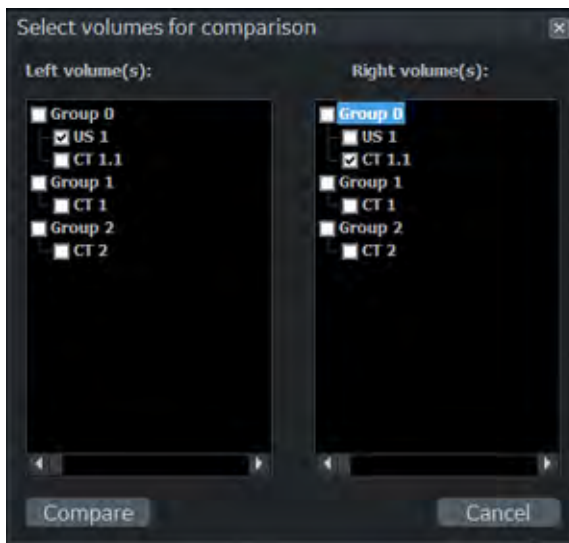 Select volumes for comparison
Left volume(s):
Right volume(s):
Group 0
US 1
CT 1.1
Group 1
CT 1
Group 2
CT 2
Group 0
US 1
CT 1.1
Group 1
CT 1
Group 2
CT 2
Compare
Cancel